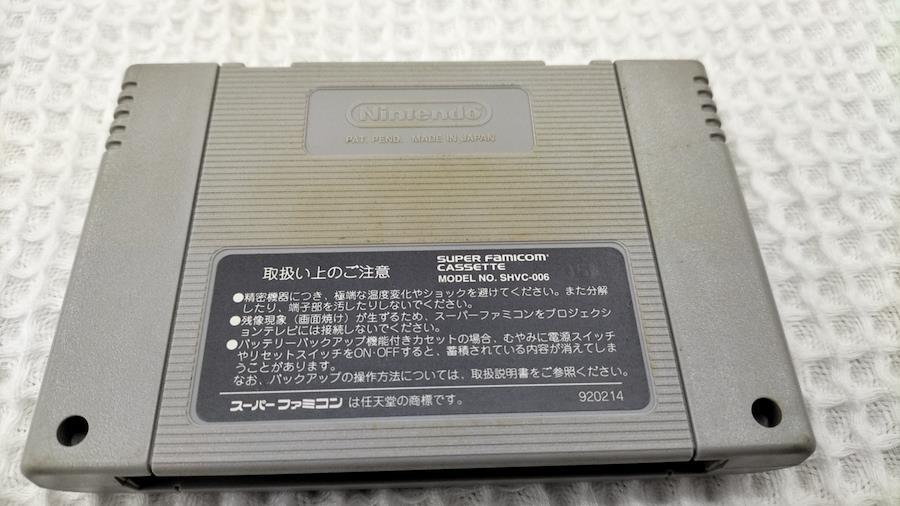 Nintendo
PAT. PEND. MADE IN JAPAN
取扱い上のご注意
SUPER FAMICOM
CASSETTE
MODEL NO. SHVC-006
●精密機器につき、極端な温度変化やショックを避けてください。また分解
したり、端子部を汚したりしないでください。
●残像現象（画面焼け）が生ずるため、スーパーファミコンをプロジェクシ
ョンテレビには接続しないでください。
●バッテリーバックアップ機能付きカセットの場合、むやみに電源スイッチ
やリセットスイッチをON・OFFすると、蓄積されている内容が消えてしま
うことがあります。
なお、バックアップの操作方法については、取扱説明書をご参照ください。
スーパーファミコン は任天堂の商標です。
920214